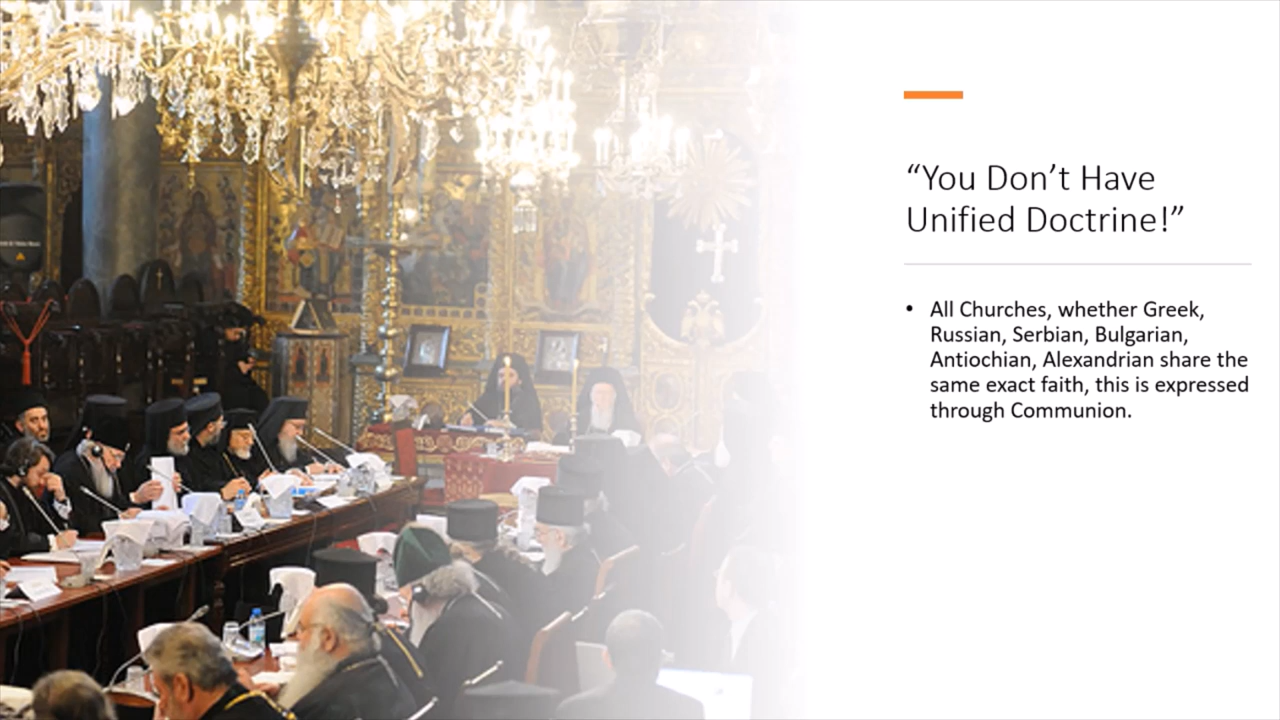 “You Don’t Have
Unified Doctrine!”
• All Churches, whether Greek,
Russian, Serbian, Bulgarian,
Antiochian, Alexandrian share the
same exact faith, this is expressed
through Communion.